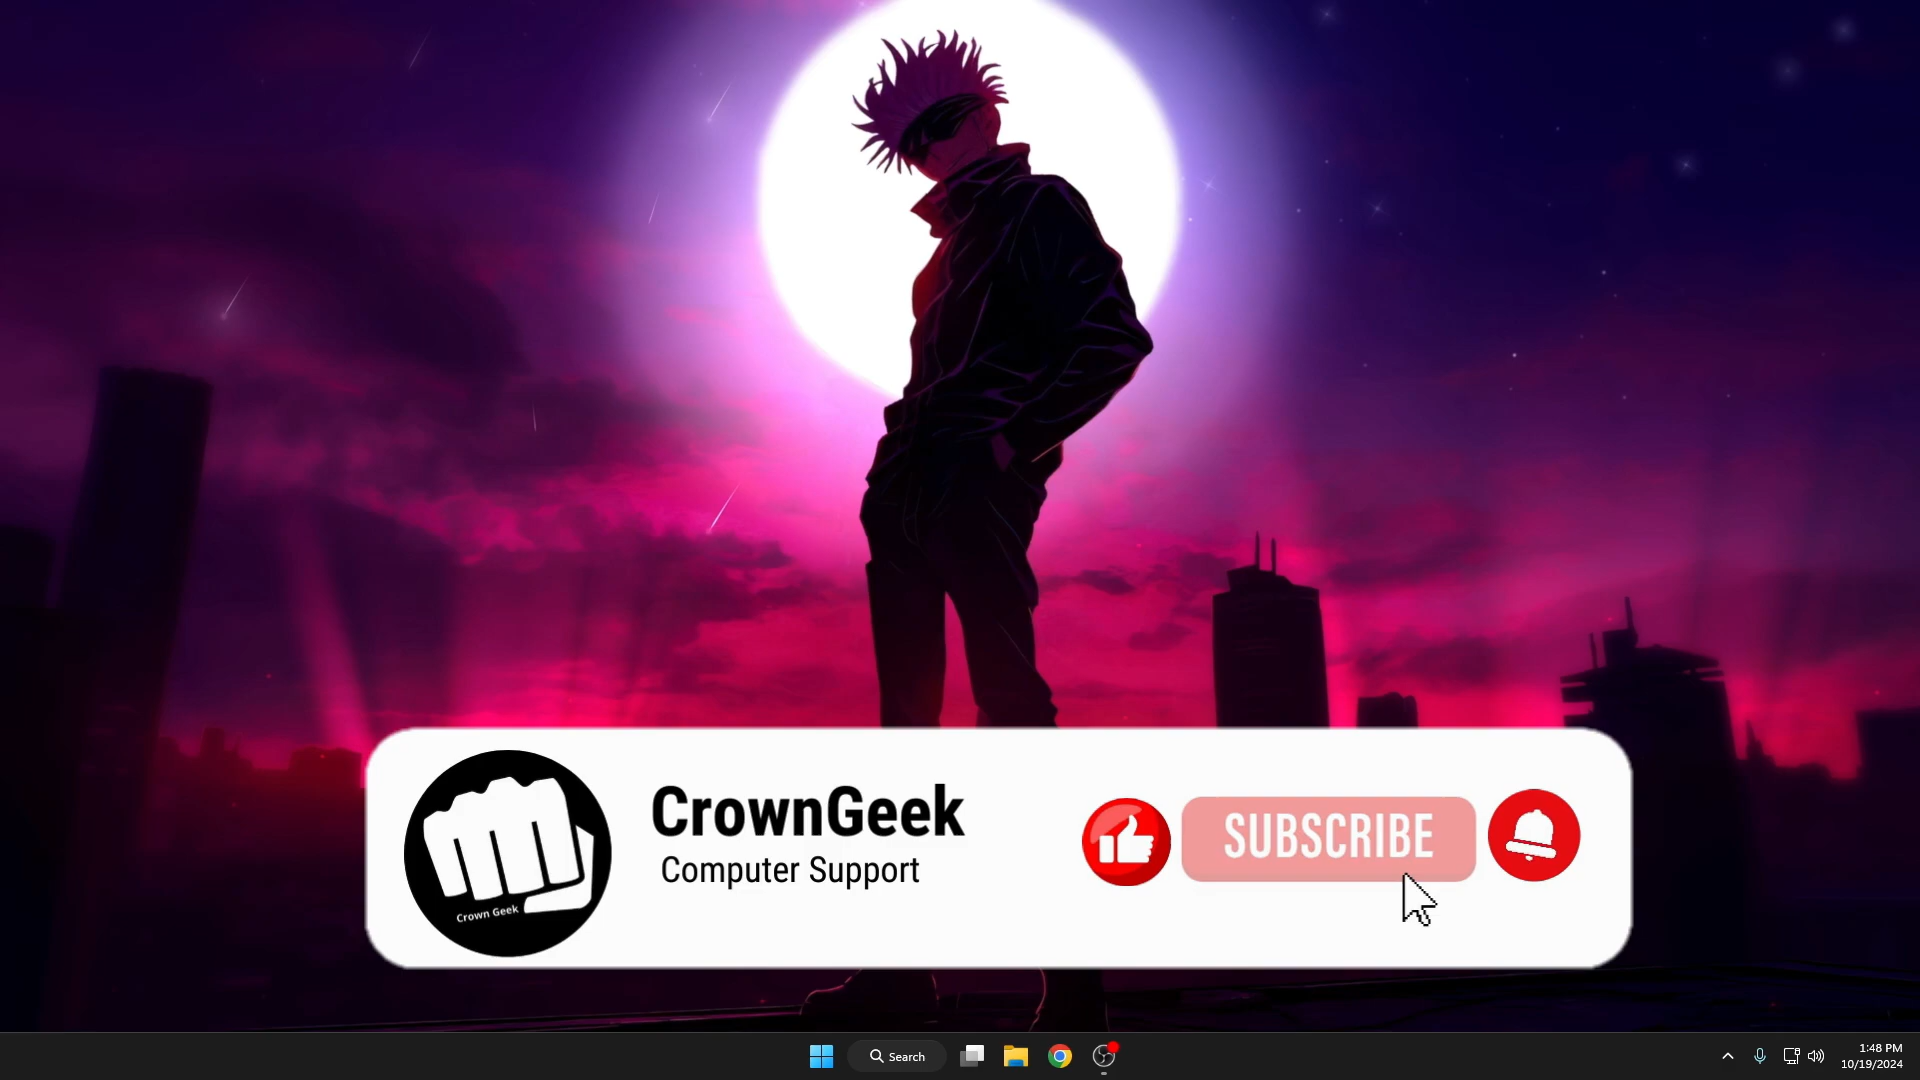 CrownGeek
Computer Support
SUBSCRIBE
Crown Geek
Search
1:48 PM
10/19/2024